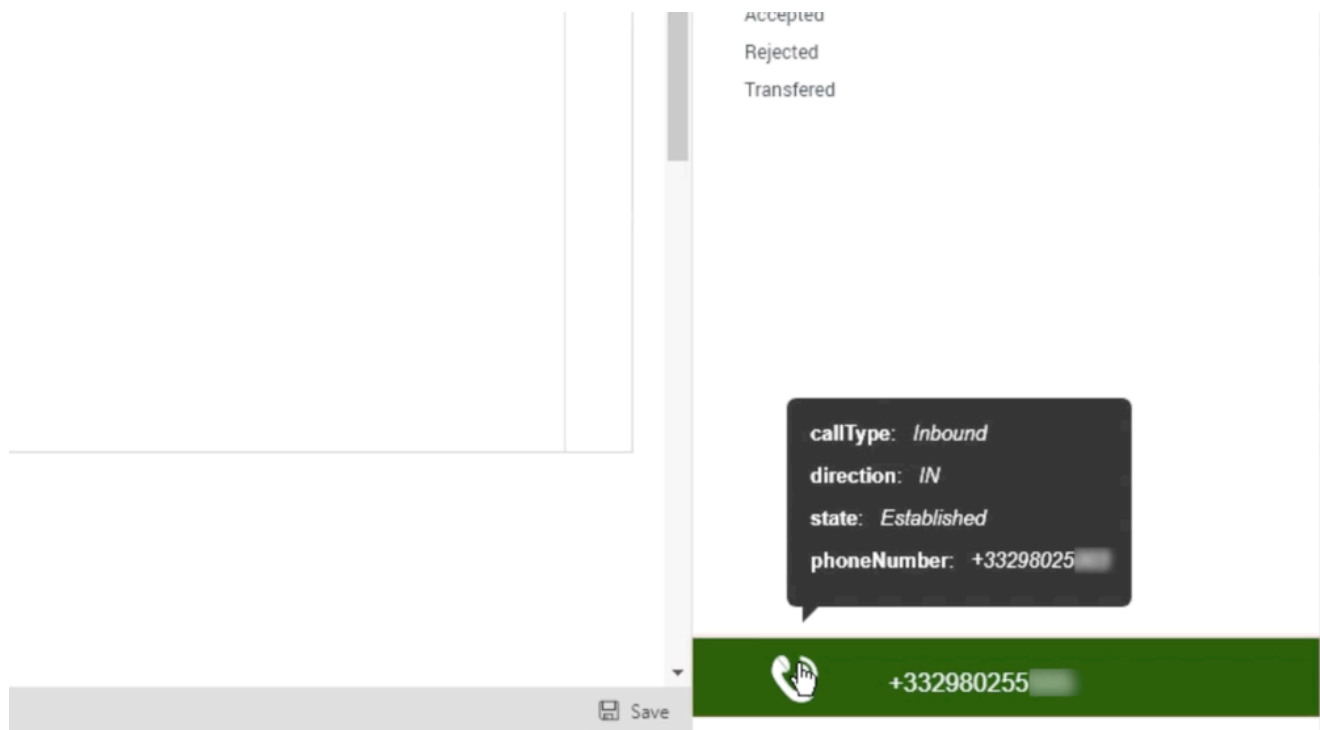 Accepted
Rejected
Transfered
callType: Inbound
direction: IN
state: Established
phoneNumber: +33298025
+332980255
Save